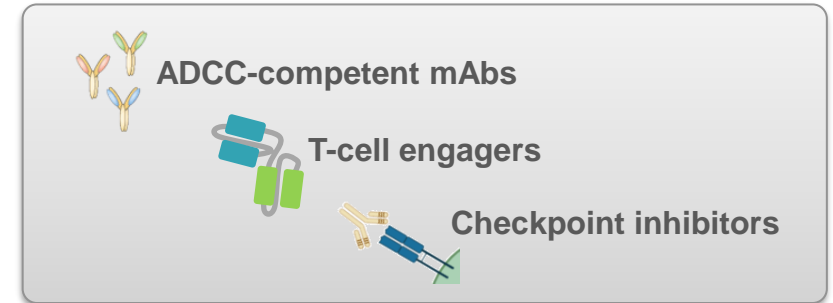 ADCC-competent mAbs
T-cell engagers
Checkpoint inhibitors